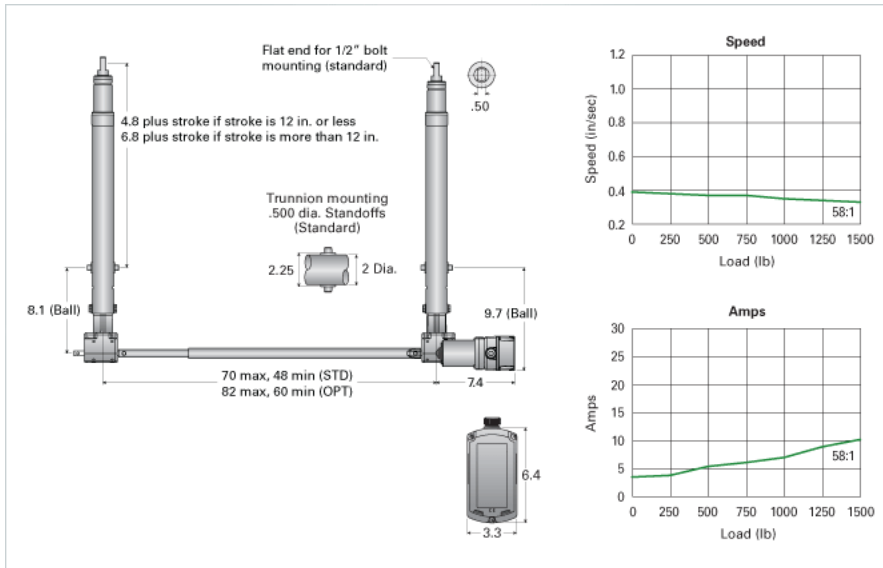 Flat end for 1/2" bolt
mounting (standard)
.50
4.8 plus stroke if stroke is 12 in. or less
6.8 plus stroke if stroke is more than 12 in.
Trunnion mounting
.500 dia. Standoffs
(Standard)
2.25
2 Dia.
8.1 (Ball)
9.7 (Ball)
70 max, 48 min (STD)
82 max, 60 min (OPT)
7.4
6.4
3.3
Speed
Speed (in/sec)
1.2
1.0
0.8
0.6
0.4
0.2
58:1
0 250 500 750 1000 1250 1500
Load (lb)
Amps
Amps
30
25
20
15
10
5
0
58:1
0 250 500 750 1000 1250 1500
Load (lb)